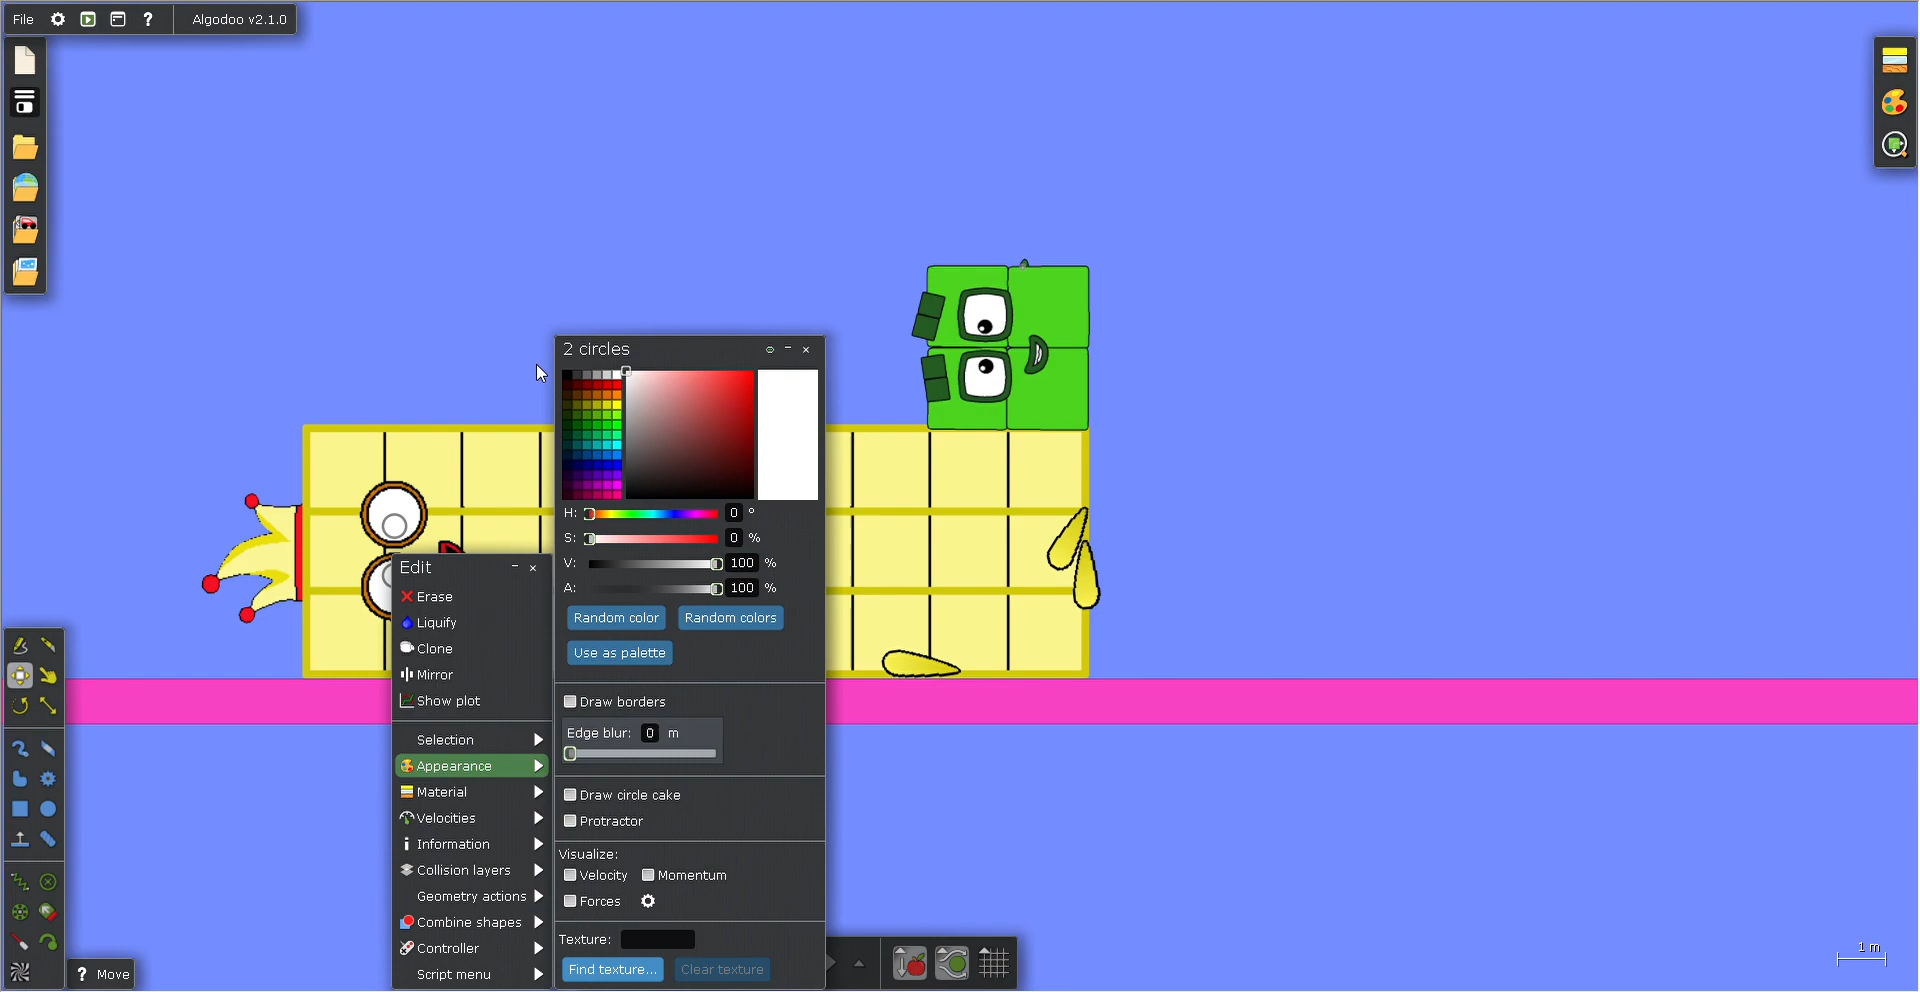 File
?
Algodoo v2.1.0
2 circles
H: 0 °
S: 0 %
V: 100 %
A: 100 %
Random color
Random colors
Use as palette
Draw borders
Edge blur: 0 m
Draw circle cake
Protractor
Visualize:
Velocity
Momentum
Forces
Texture:
Find texture...
Clear texture
Edit
Erase
Liquify
Clone
Mirror
Show plot
Selection
Appearance
Material
Velocities
Information
Collision layers
Geometry actions
Combine shapes
Controller
Script menu
? Move
1 m